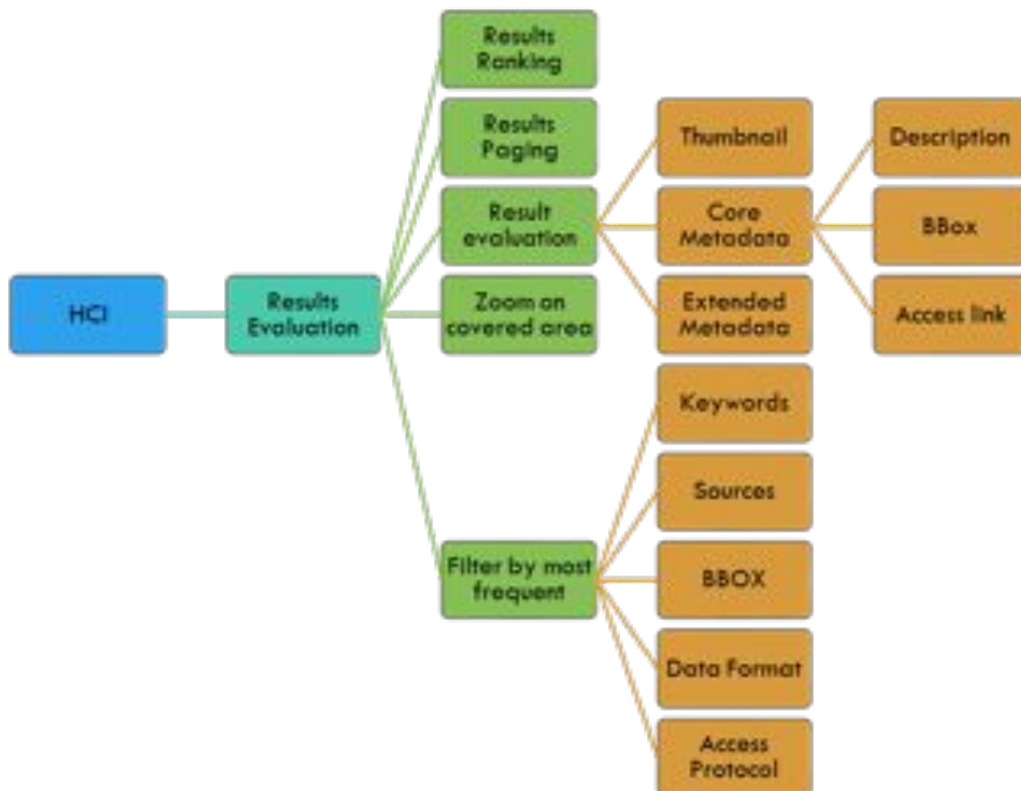 Results
Ranking
Results
Paging
Thumbnail
Description
Result
evaluation
Core
Metadata
BBox
HCI
Results
Evaluation
Zoom on
covered area
Extended
Metadata
Access link
Keywords
Sources
Filter by most
frequent
BBOX
Data Format
Access
Protocol